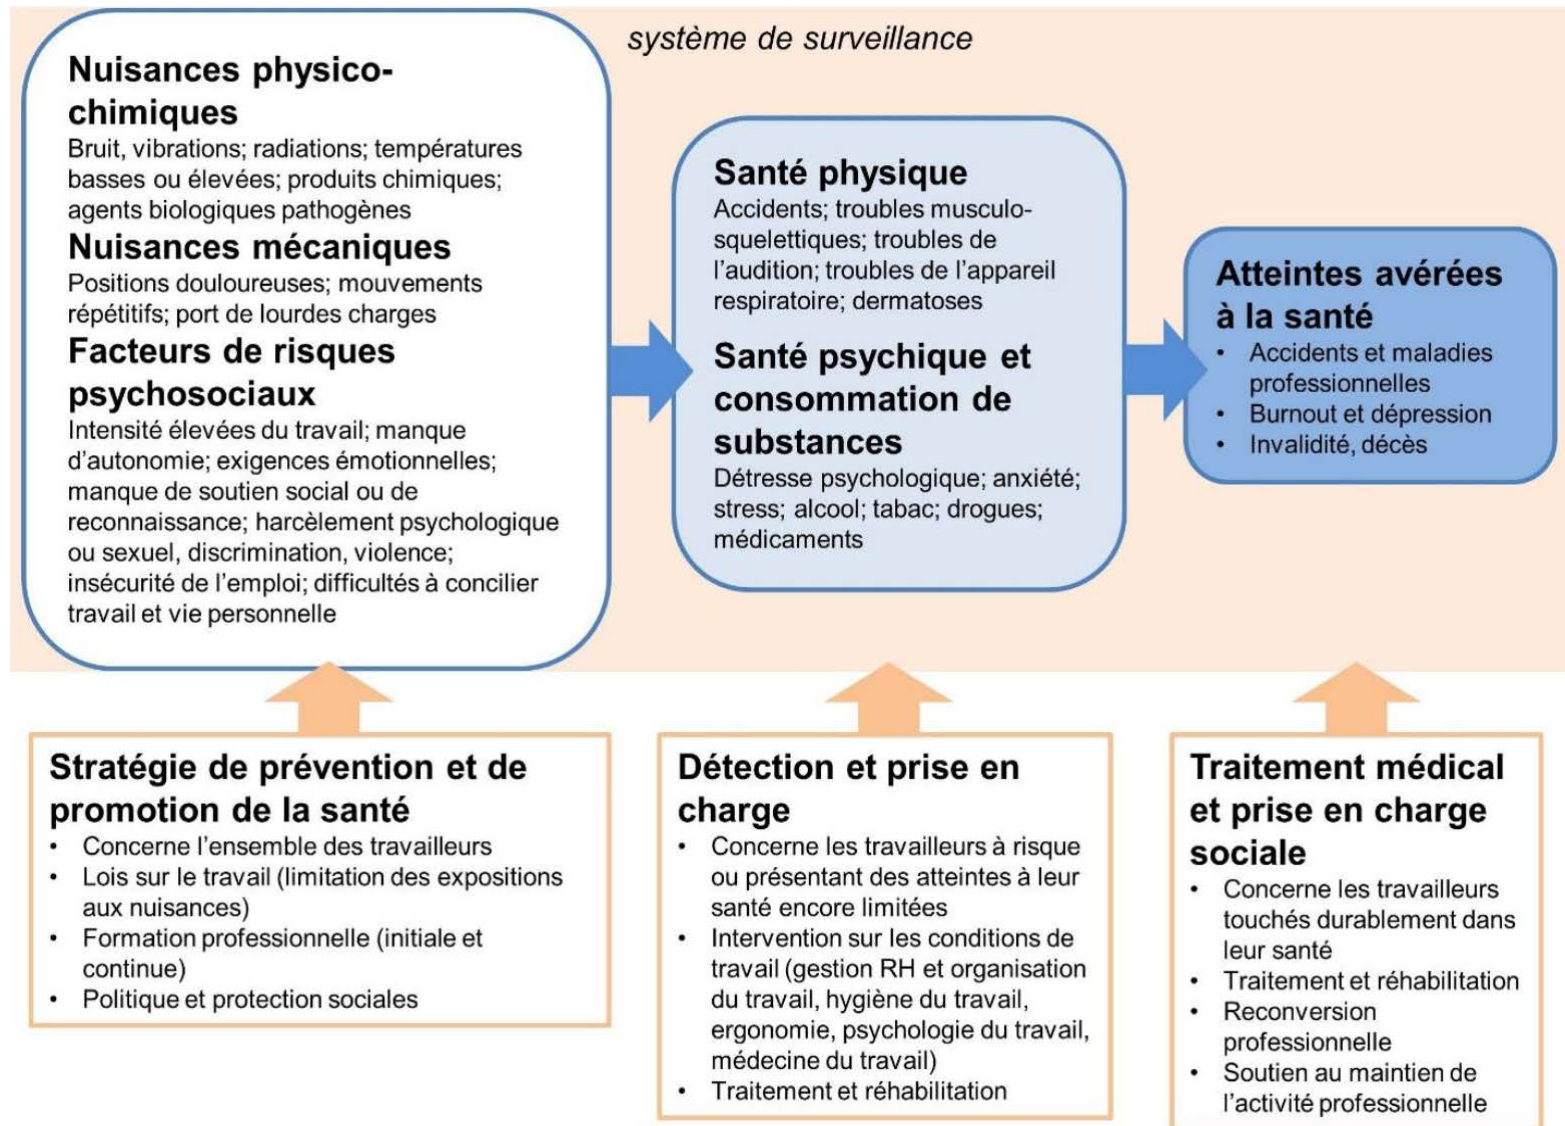 système de surveillance
Nuisances physico-
chimiques
Bruit, vibrations; radiations; températures
basses ou élevées; produits chimiques;
agents biologiques pathogènes
Nuisances mécaniques
Positions douloureuses; mouvements
répétitifs; port de lourdes charges
Facteurs de risques
psychosociaux
Intensité élevées du travail; manque
d'autonomie; exigences émotionnelles;
manque de soutien social ou de
reconnaissance; harcèlement psychologique
ou sexuel, discrimination, violence;
insécurité de l'emploi; difficultés à concilier
travail et vie personnelle
Santé physique
Accidents; troubles musculo-
squelettiques; troubles de
l'audition; troubles de l'appareil
respiratoire; dermatoses
Santé psychique et
consommation de
substances
Détresse psychologique; anxiété;
stress; alcool; tabac; drogues;
médicaments
Atteintes avérées
à la santé
• Accidents et maladies
professionnelles
• Burnout et dépression
• Invalidité, décès
Stratégie de prévention et de
promotion de la santé
• Concerne l'ensemble des travailleurs
• Lois sur le travail (limitation des expositions
aux nuisances)
• Formation professionnelle (initiale et
continue)
• Politique et protection sociales
Détection et prise en
charge
• Concerne les travailleurs à risque
ou présentant des atteintes à leur
santé encore limitées
• Intervention sur les conditions de
travail (gestion RH et organisation
du travail, hygiène du travail,
ergonomie, psychologie du travail,
médecine du travail)
• Traitement et réhabilitation
Traitement médical
et prise en charge
sociale
• Concerne les travailleurs
touchés durablement dans
leur santé
• Traitement et réhabilitation
• Reconversion
professionnelle
• Soutien au maintien de
l'activité professionnelle